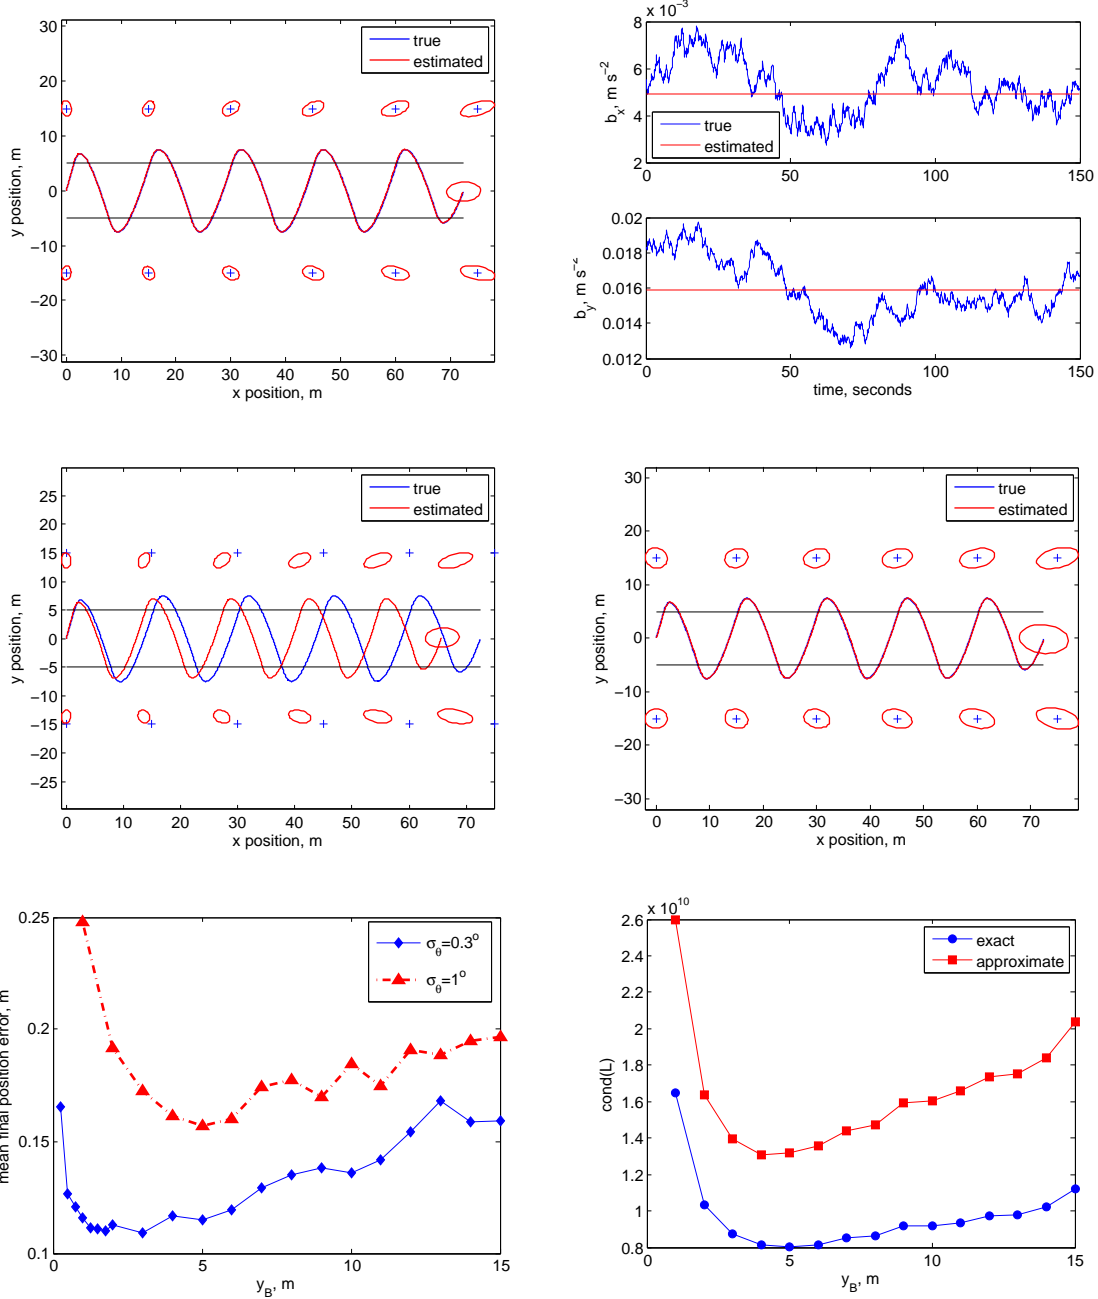 true
estimated
30
20
10
0
−10
−20
−30
y position, m
0 10 20 30 40 50 60 70
x position, m
x 10⁻³
8
6
4
2
b_x, m s⁻²
true
estimated
0 50 100 150
0.02
0.018
0.016
0.014
0.012
b_y, m s⁻²
0 50 100 150
time, seconds
true
estimated
25
20
15
10
5
0
−5
−10
−15
−20
−25
y position, m
0 10 20 30 40 50 60 70
x position, m
true
estimated
30
20
10
0
−10
−20
−30
y position, m
0 10 20 30 40 50 60 70
x position, m
0.25
0.2
0.15
0.1
mean final position error, m
σ_θ=0.3°
σ_θ=1°
5 10 15
y_B, m
x 10¹⁰
2.6
2.4
2.2
2
1.8
1.6
1.4
1.2
1
0.8
cond(L)
exact
approximate
0 5 10 15
y_B, m